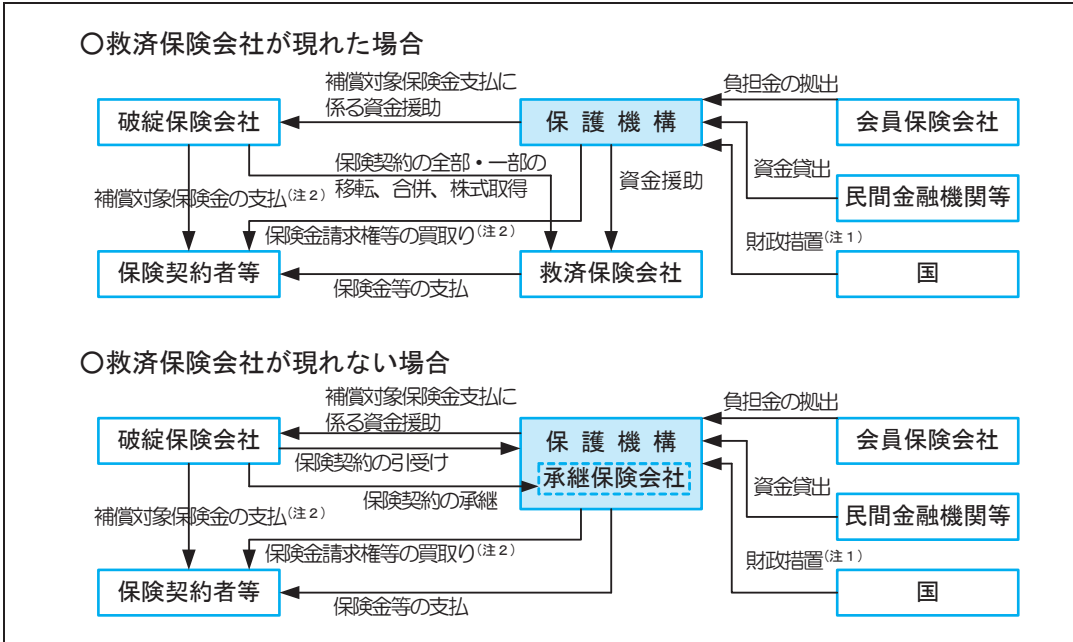 ○救済保険会社が現れた場合
補償対象保険金支払に
係る資金援助
負担金の拠出
破綻保険会社
保護機構
会員保険会社
保険契約の全部・一部の
移転、合併、株式取得
資金援助
資金貸出
民間金融機関等
補償対象保険金の支払(注2)
保険金請求権等の買取り(注2)
財政措置(注1)
保険契約者等
保険金等の支払
救済保険会社
国
○救済保険会社が現れない場合
補償対象保険金支払に
係る資金援助
負担金の拠出
破綻保険会社
保護機構
会員保険会社
保険契約の引受け
承継保険会社
資金貸出
保険契約の承継
補償対象保険金の支払(注2)
民間金融機関等
保険金請求権等の買取り(注2)
財政措置(注1)
保険契約者等
保険金等の支払
国